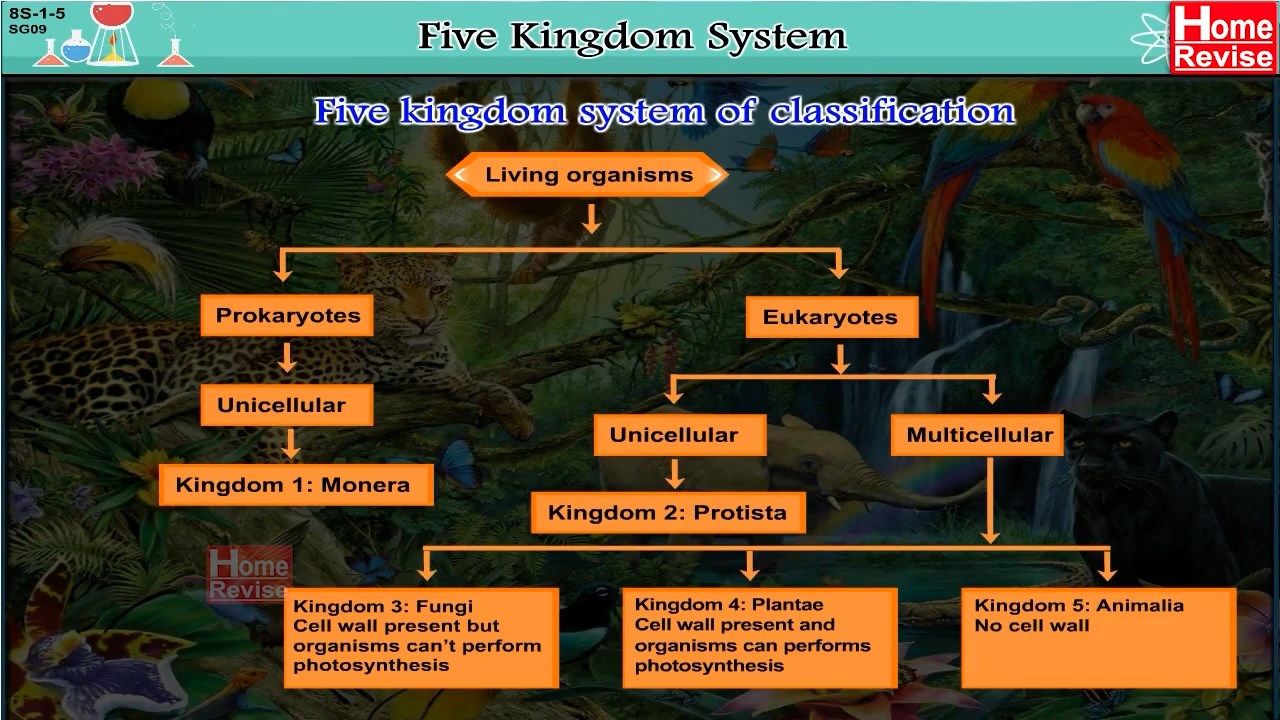 8S-1-5
SG09
Five Kingdom System
Home
Revise
Five kingdom system of classification
Living organisms
Prokaryotes
Eukaryotes
Unicellular
Unicellular
Multicellular
Kingdom 1: Monera
Kingdom 2: Protista
Home
Revise
Kingdom 3: Fungi
Cell wall present but
organisms can't perform
photosynthesis
Kingdom 4: Plantae
Cell wall present and
organisms can performs
photosynthesis
Kingdom 5: Animalia
No cell wall